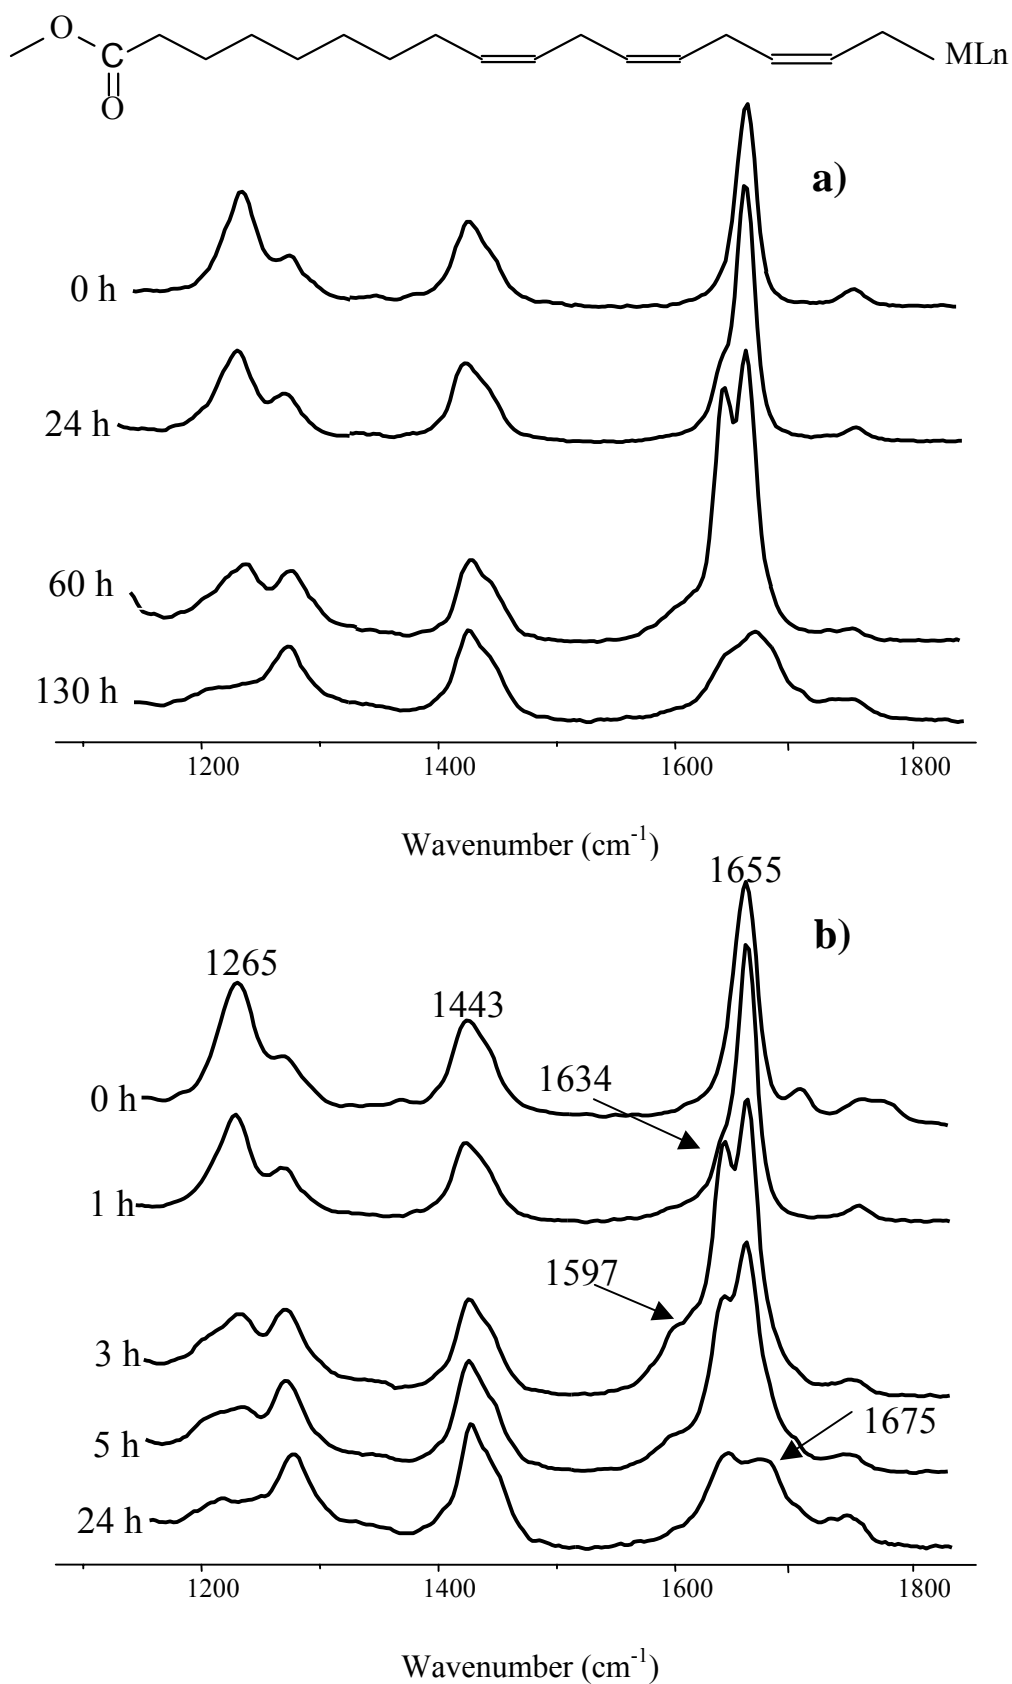 O
C
O
MLn
a)
0 h
24 h
60 h
130 h
1200 1400 1600 1800
Wavenumber (cm-1)
1655
b)
1265
1443
1634
0 h
1 h
1597
3 h
1675
5 h
24 h
1200 1400 1600 1800
Wavenumber (cm-1)